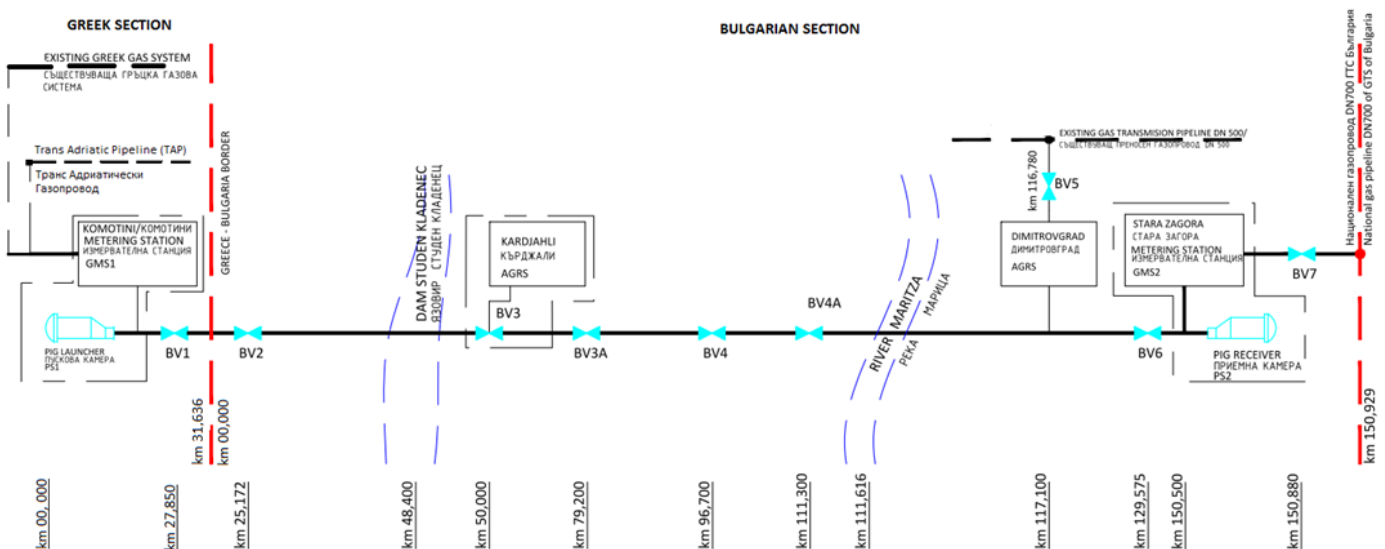 GREEK SECTION
BULGARIAN SECTION
EXISTING GREEK GAS SYSTEM
СЪЩЕСТВУВАЩА ГРЪЦКА ГАЗОВА
СИСТЕМА
Trans Adriatic Pipeline (TAP)
Транс Адриатически
Газопровод
KOMOTINI/КОМОТИНИ
METERING STATION
ИЗМЕРВАТЕЛНА СТАНЦИЯ
GMS1
PIG LAUNCHER
ПУСКОВА КАМЕРА
PS1
BV1
GREECE - BULGARIA BORDER
BV2
DAM STUDEN KLADENEC
ЯЗОВИР СТУДЕН КЛАДЕНЕЦ
KARDJAHLI
КЪРДЖАЛИ
AGRS
BV3
BV3A
BV4
BV4A
RIVER MARITZA
РЕКА МАРИЦА
EXISTING GAS TRANSMISION PIPELINE DN 500/
СЪЩЕСТВУВАЩ ПРЕНОСЕН ГАЗОПРОВОД DN 500
km 116,780
BV5
DIMITROVGRAD
ДИМИТРОВГРАД
AGRS
STARA ZAGORA
СТАРА ЗАГОРА
METERING STATION
ИЗМЕРВАТЕЛНА СТАНЦИЯ
GMS2
BV6
BV7
PIG RECEIVER
ПРИЕМНА КАМЕРА
PS2
Национален газопровод DN700 ГТС България
National gas pipeline DN700 of GTS of Bulgaria
km 31,636
km 00,000
km 150,929
km 00, 000
km 27,850
km 25,172
km 48,400
km 50,000
km 79,200
km 96,700
km 111,300
km 111,616
km 117,100
km 129,575
km 150,500
km 150,880